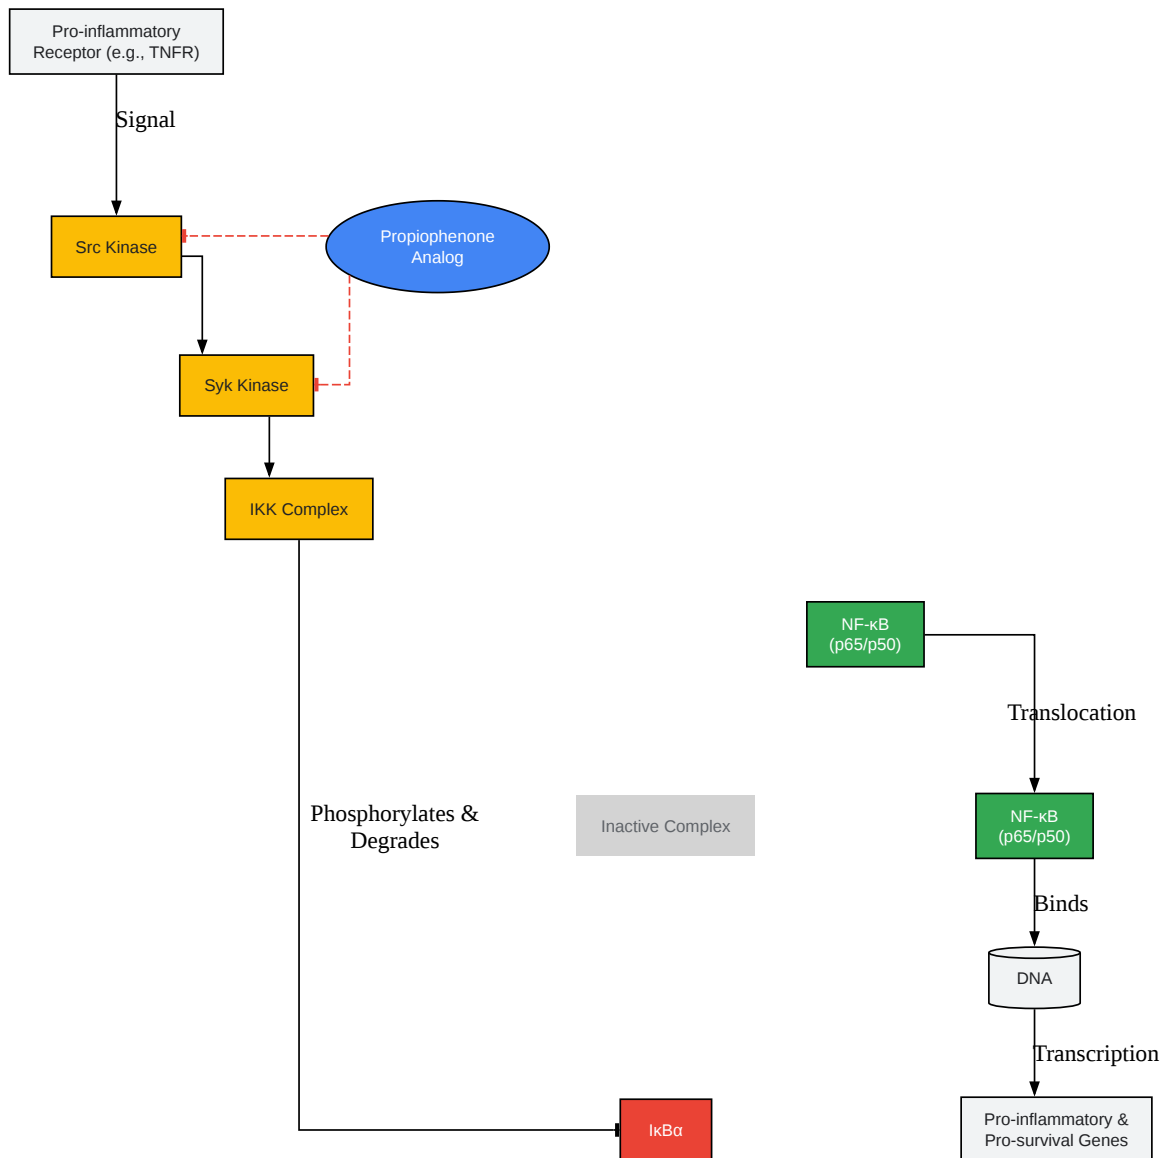 Pro-inflammatory
Receptor (e.g., TNFR)
Signal
Src Kinase
Propiophenone
Analog
Syk Kinase
IKK Complex
NF-κB
(p65/p50)
Translocation
Phosphorylates &
Degrades
Inactive Complex
NF-κB
(p65/p50)
Binds
DNA
Transcription
Pro-inflammatory &
Pro-survival Genes
IκBα